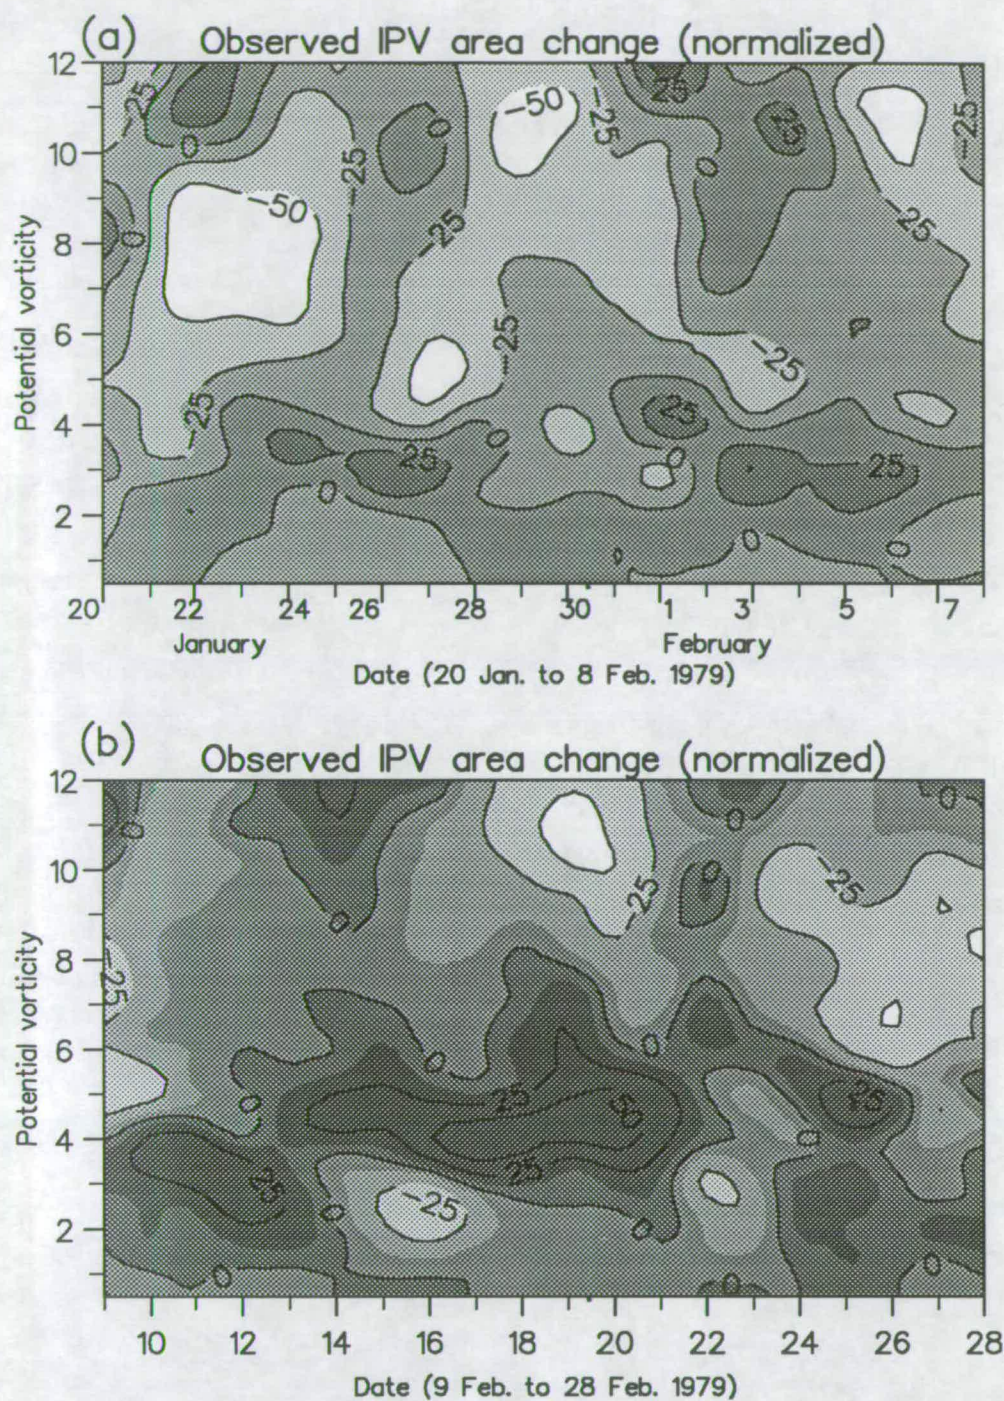 (a) Observed IPV area change (normalized)
12
10
8
6
4
2
Potential vorticity
-25 0 -50 -25 0 -25 -50 -25 25 0 25 -25 -25
0 -50 -25 -25 -25
-25 25 0 25 0 25 0 0 0
20 22 24 26 28 30 1 3 5 7
January February
Date (20 Jan. to 8 Feb. 1979)
(b) Observed IPV area change (normalized)
12
10
8
6
4
2
Potential vorticity
0 0 0 -25 0 0 -25
-25 0 0
0 25 50 25 0
25 0 -25 25 0 0 0 0
10 12 14 16 18 20 22 24 26 28
Date (9 Feb. to 28 Feb. 1979)